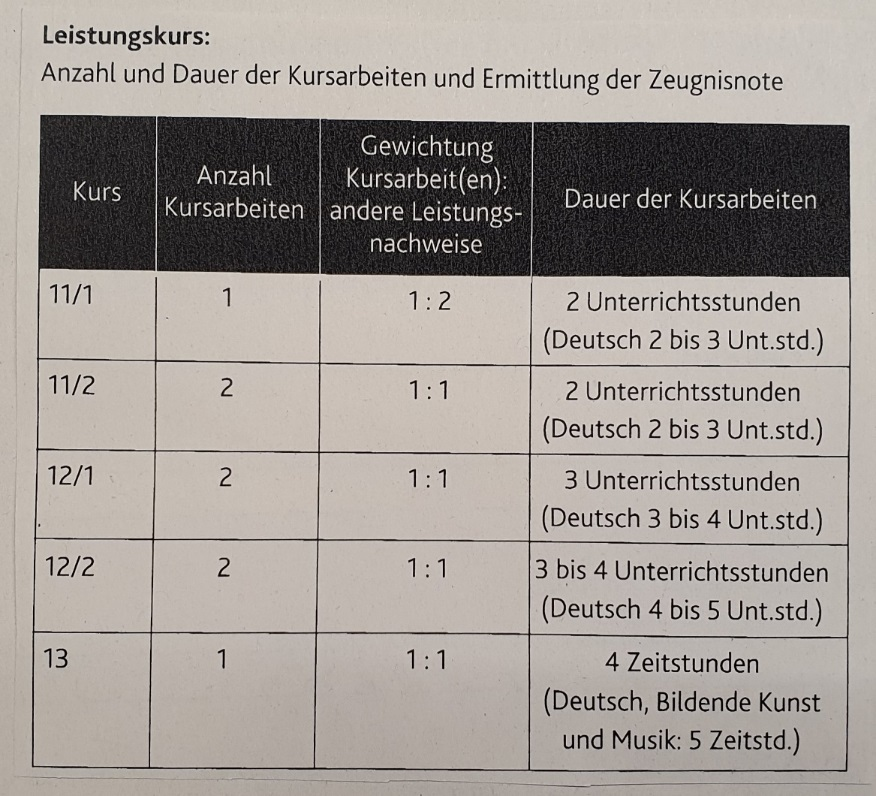 Leistungskurs:
Anzahl und Dauer der Kursarbeiten und Ermittlung der Zeugnisnote
Kurs
Anzahl
Kursarbeiten
Gewichtung
Kursarbeit(en):
andere Leistungs-
nachweise
Dauer der Kursarbeiten
11/1 1 1 : 2 2 Unterrichtsstunden
(Deutsch 2 bis 3 Unt.std.)
11/2 2 1 : 1 2 Unterrichtsstunden
(Deutsch 2 bis 3 Unt.std.)
12/1 2 1 : 1 3 Unterrichtsstunden
(Deutsch 3 bis 4 Unt.std.)
12/2 2 1 : 1 3 bis 4 Unterrichtsstunden
(Deutsch 4 bis 5 Unt.std.)
13 1 1 : 1 4 Zeitstunden
(Deutsch, Bildende Kunst
und Musik: 5 Zeitstd.)